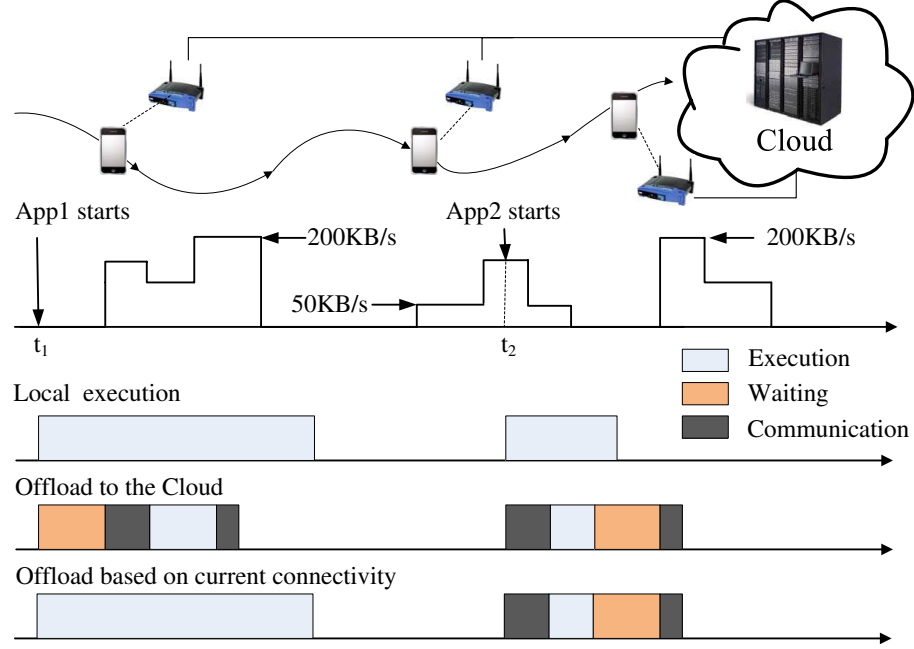 Cloud
App1 starts
App2 starts
200KB/s
200KB/s
50KB/s
t1
t2
Execution
Waiting
Communication
Local execution
Offload to the Cloud
Offload based on current connectivity